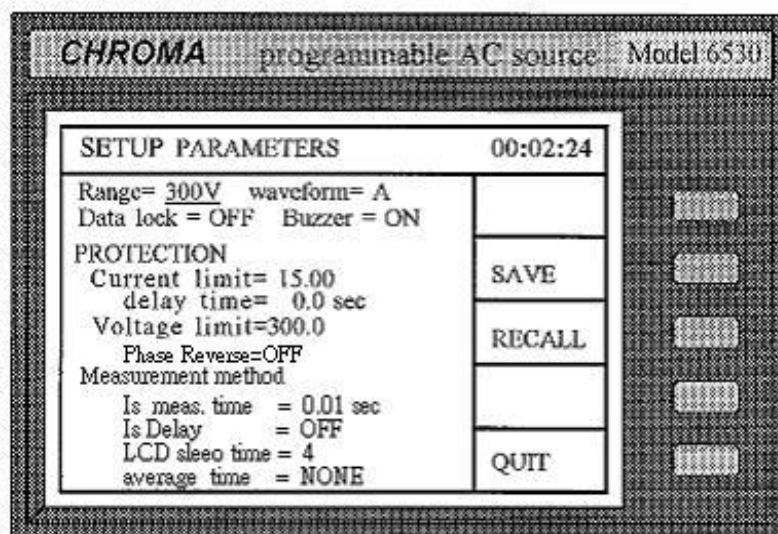 CHROMA programmable AC source Model 6530
SETUP PARAMETERS 00:02:24
Range= 300V waveform= A
Data lock = OFF Buzzer = ON
PROTECTION
Current limit= 15.00
delay time= 0.0 sec
Voltage limit=300.0
Phase Reverse=OFF
Measurement method
Is meas. time = 0.01 sec
Is Delay = OFF
LCD sleeo time = 4
average time = NONE
SAVE
RECALL
QUIT